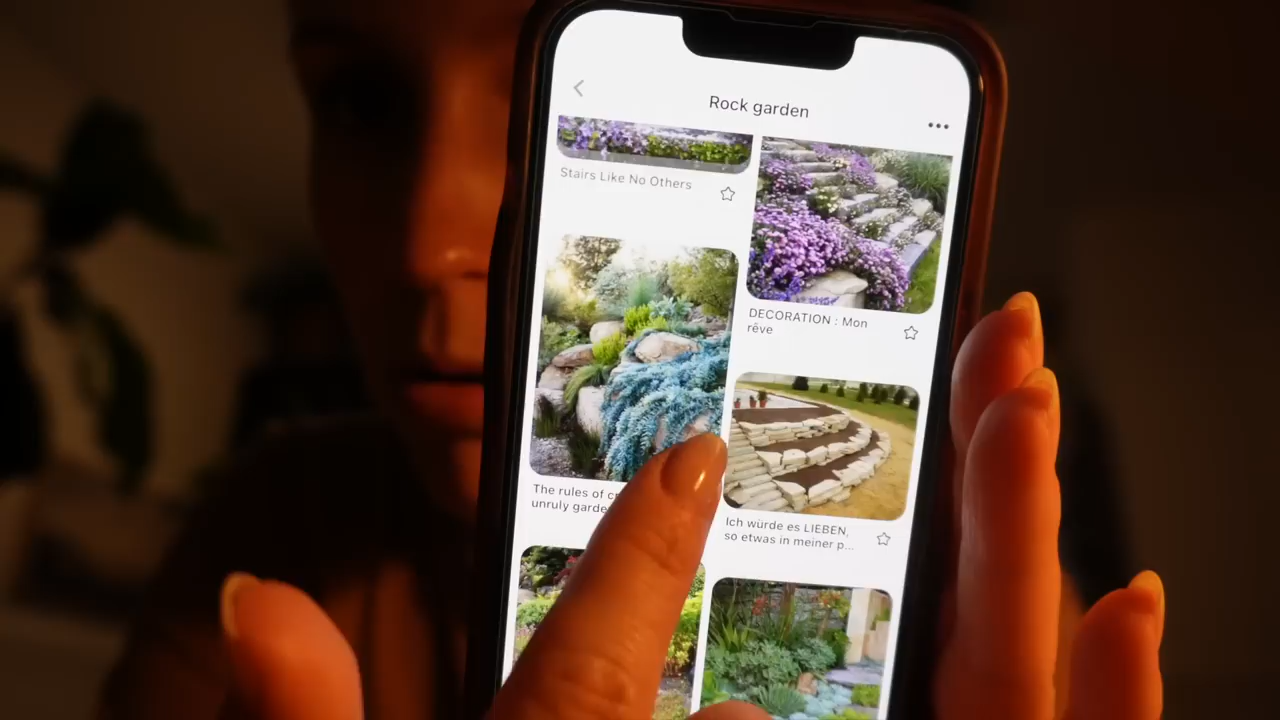 Rock garden
Stairs Like No Others
DECORATION : Mon
rêve
The rules of
unruly
Ich würde es LIEBEN,
so etwas in meiner p...